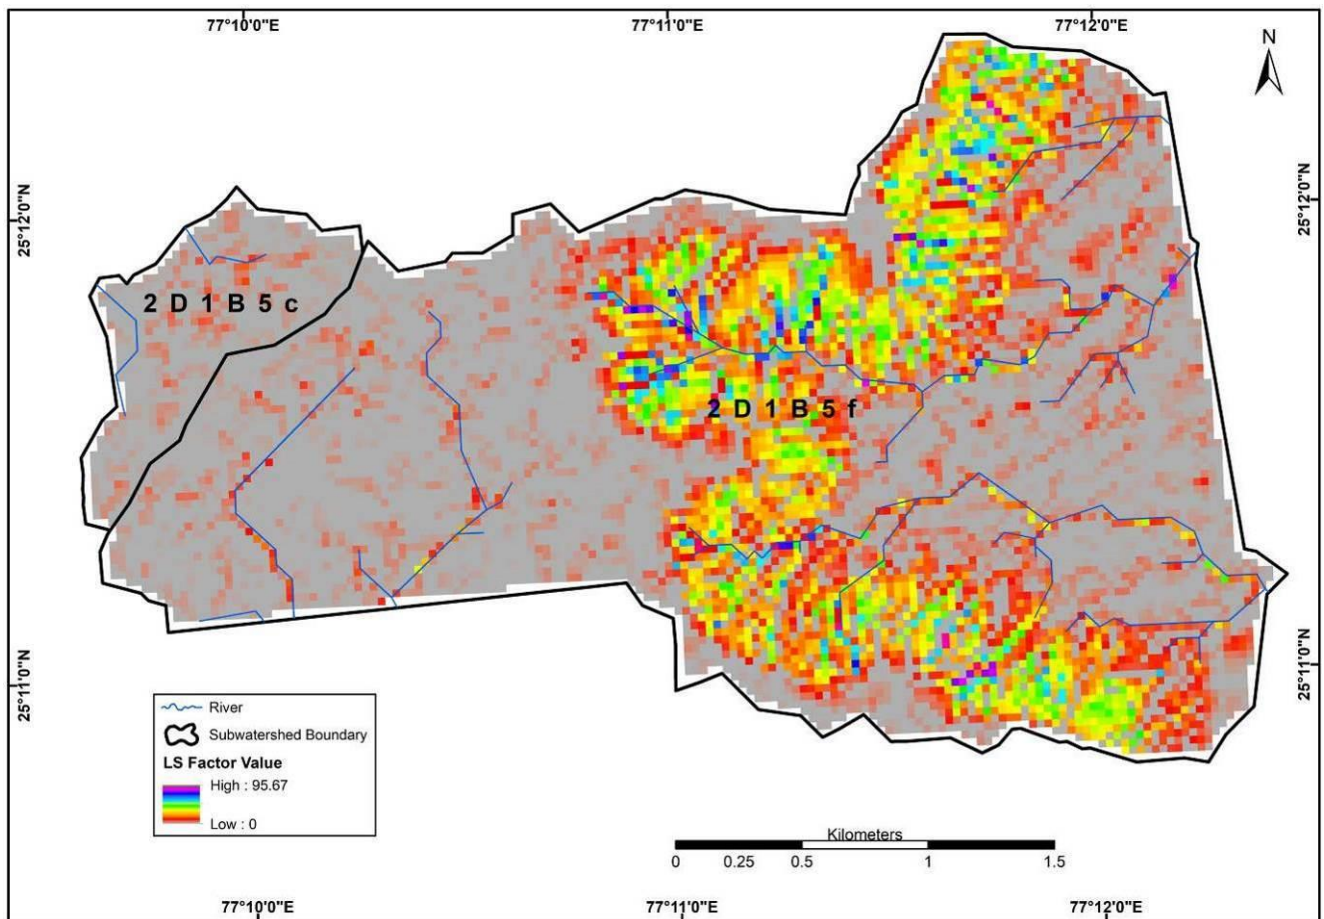 77°10'0"E 77°11'0"E 77°12'0"E
N
25°12'0"N 25°12'0"N
2 D 1 B 5 c
2 D 1 B 5 f
25°11'0"N 25°11'0"N
River
Subwatershed Boundary
LS Factor Value
High : 95.67
Low : 0
Kilometers
0 0.25 0.5 1 1.5
77°10'0"E 77°11'0"E 77°12'0"E